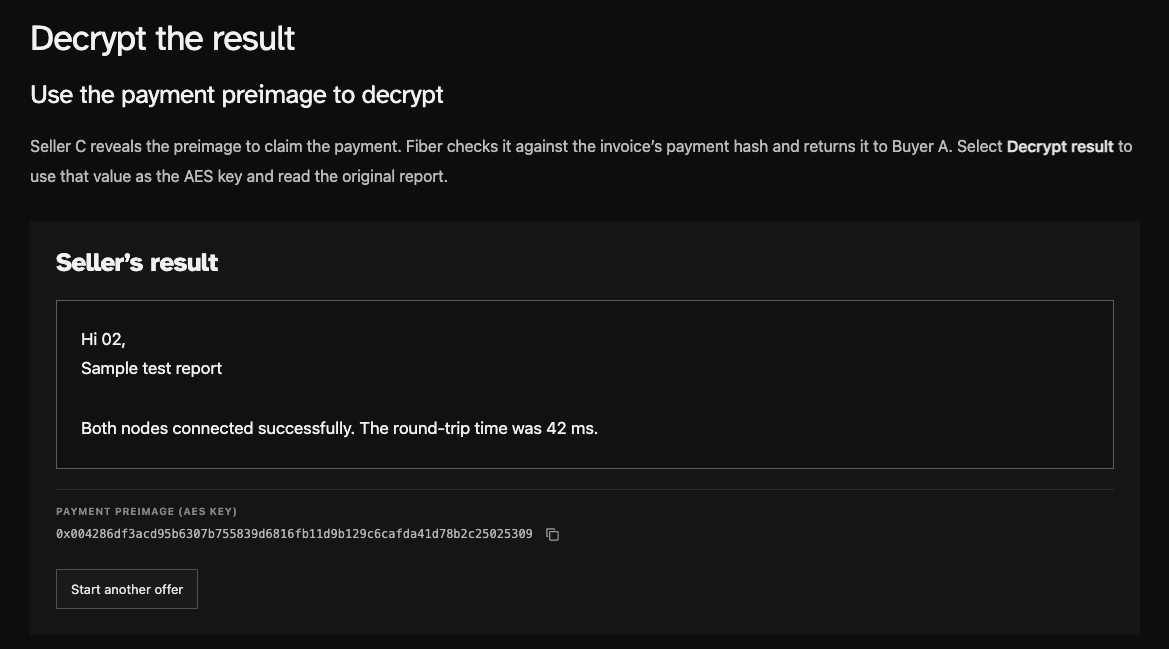 Decrypt the result
Use the payment preimage to decrypt
Seller C reveals the preimage to claim the payment. Fiber checks it against the invoice’s payment hash and returns it to Buyer A. Select Decrypt result to
use that value as the AES key and read the original report.
Seller’s result
Hi 02,
Sample test report
Both nodes connected successfully. The round-trip time was 42 ms.
PAYMENT PREIMAGE (AES KEY)
0x004286df3acd95b6307b755839d6816fb11d9b129c6cafda41d78b2c25025309
Start another offer